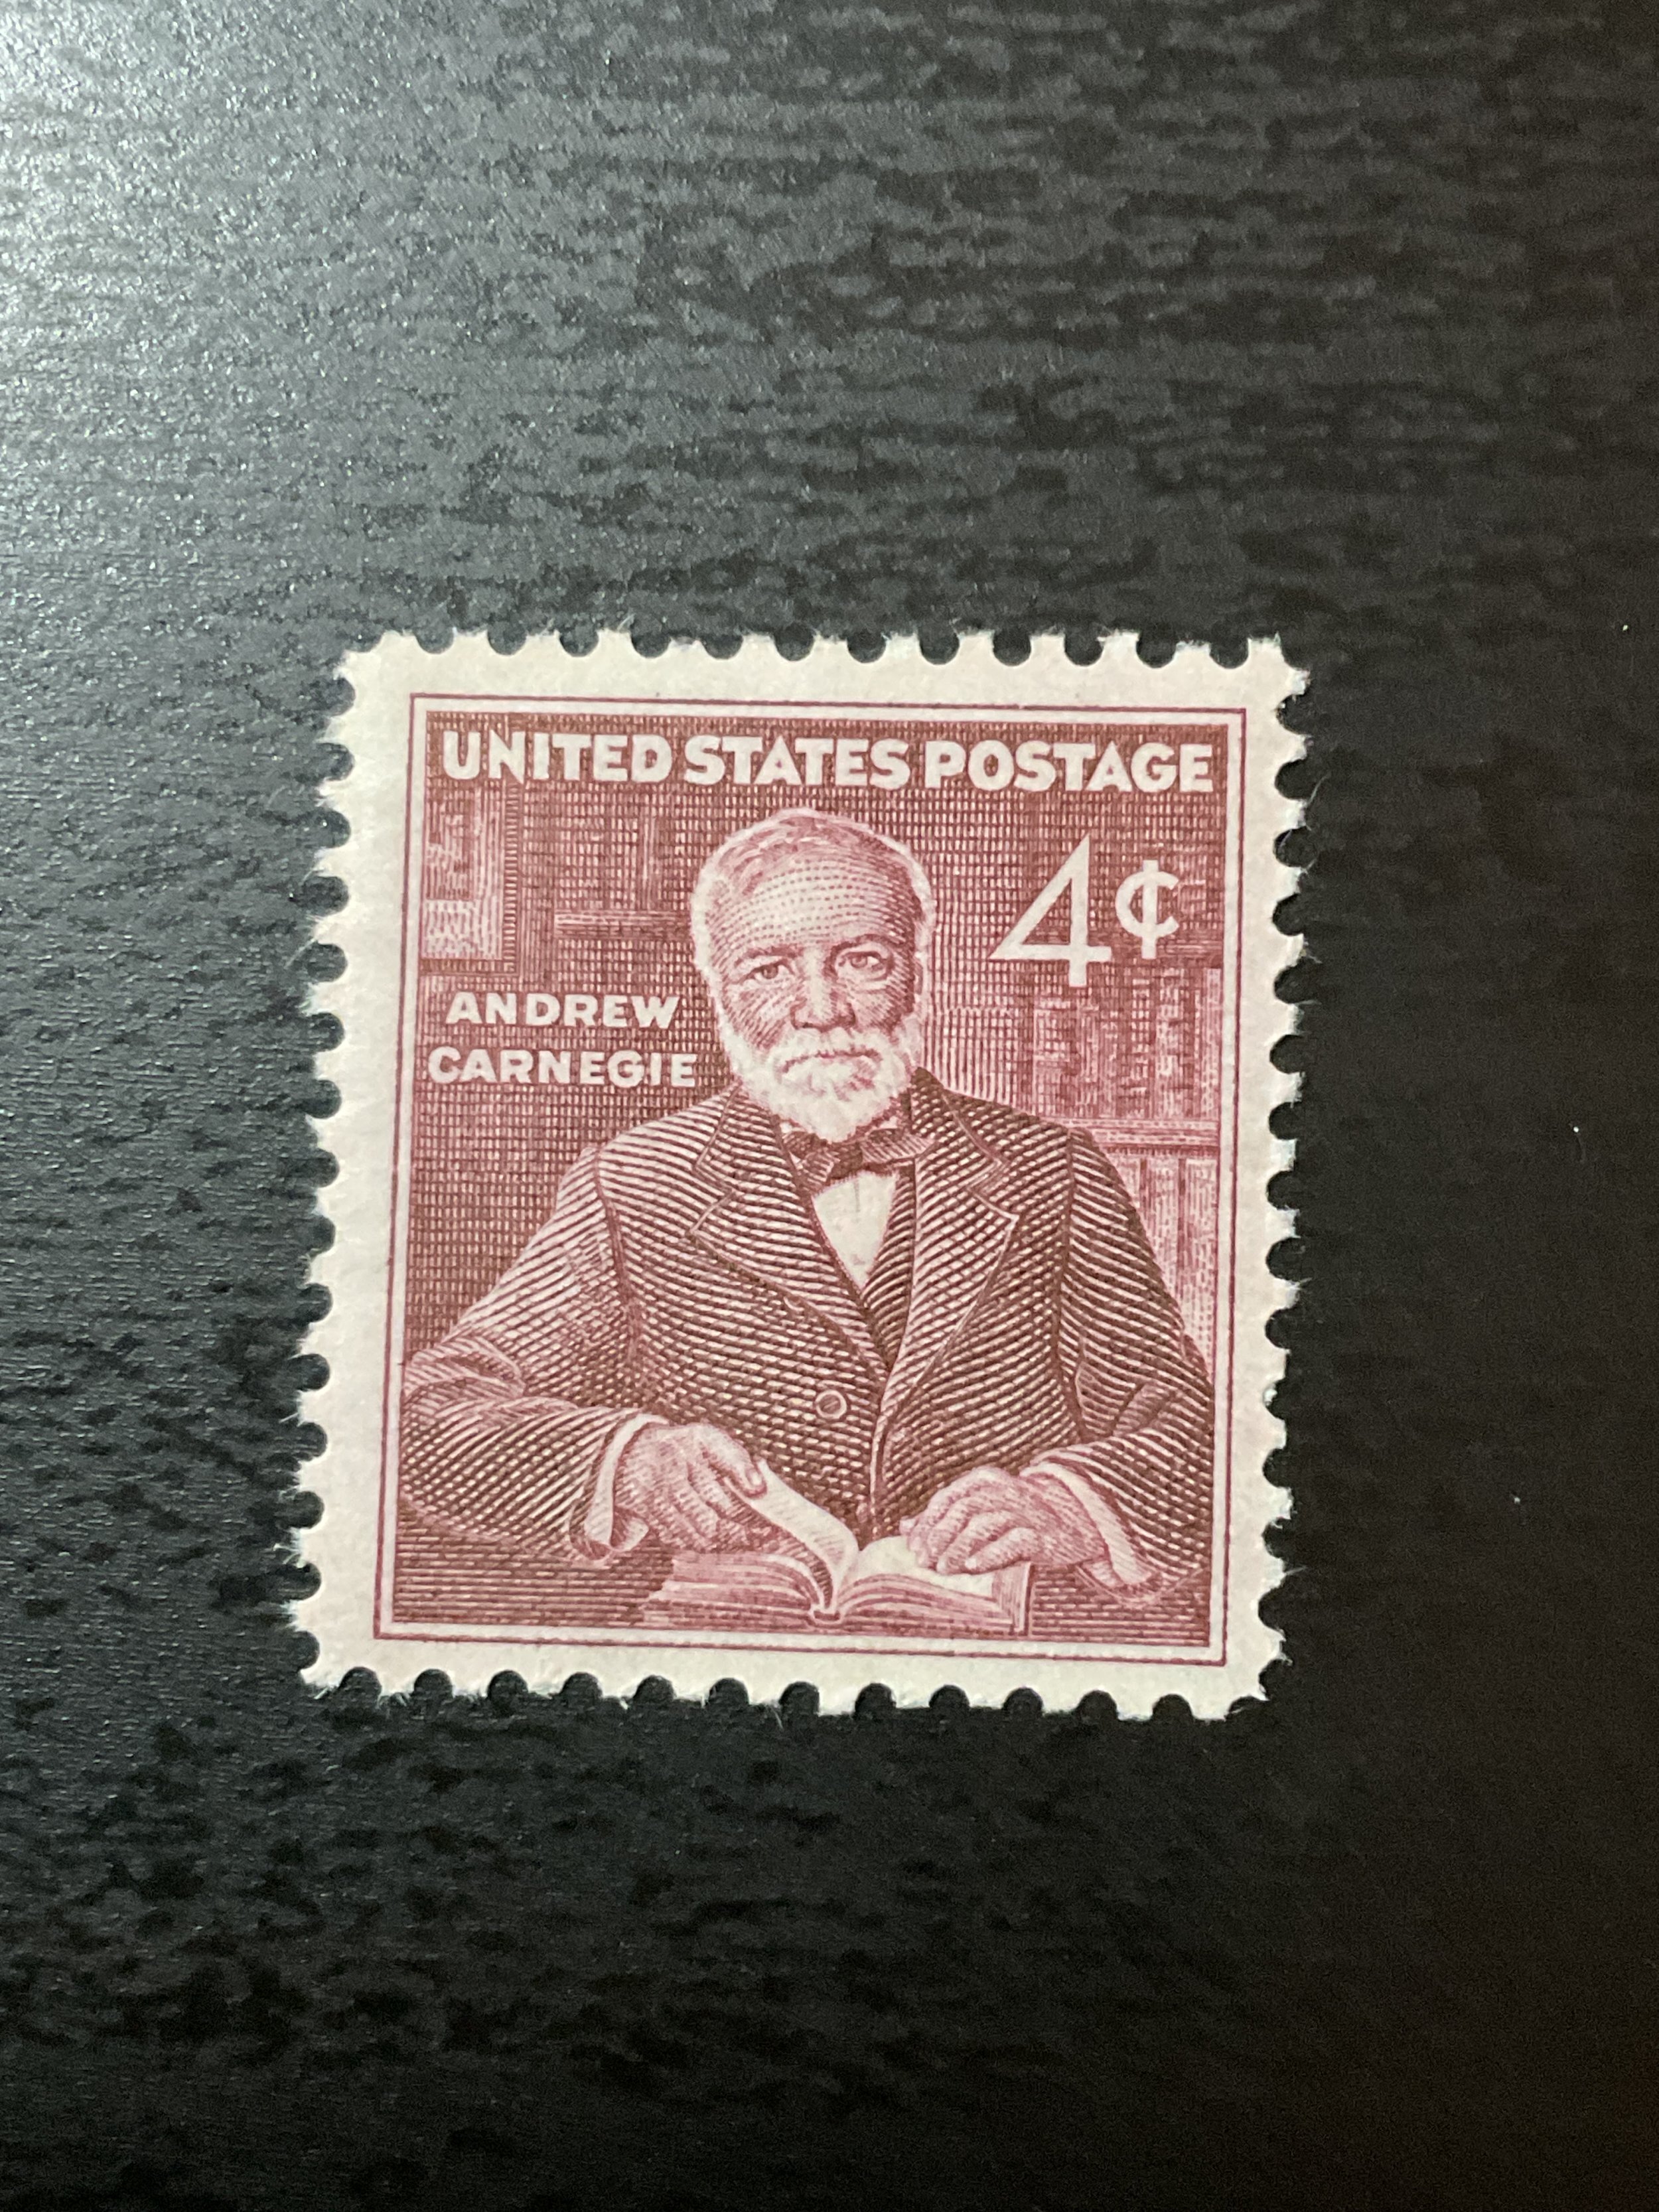 UNITED STATES POSTAGE
4¢
ANDREW
CARNEGIE